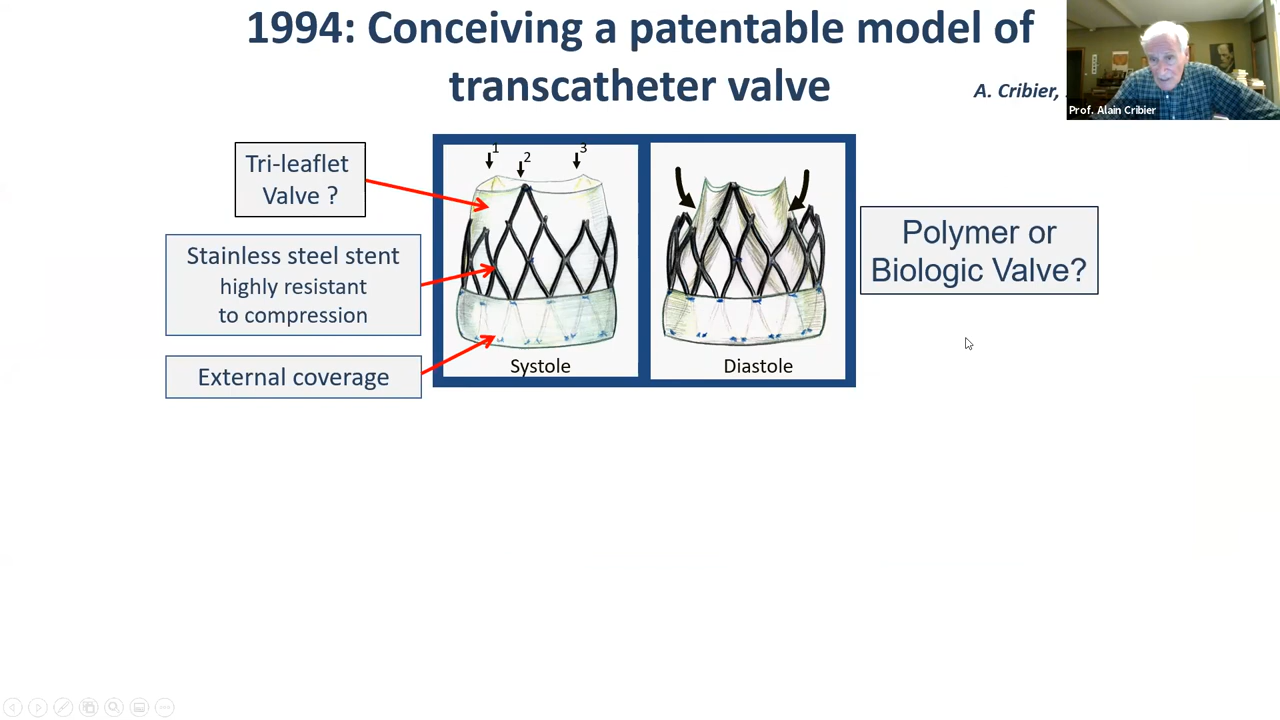 1994: Conceiving a patentable model of
transcatheter valve
A. Cribier,
Prof. Alain Cribier
Tri-leaflet
Valve ?
Stainless steel stent
highly resistant
to compression
External coverage
1
2
3
Systole
Diastole
Polymer or
Biologic Valve?